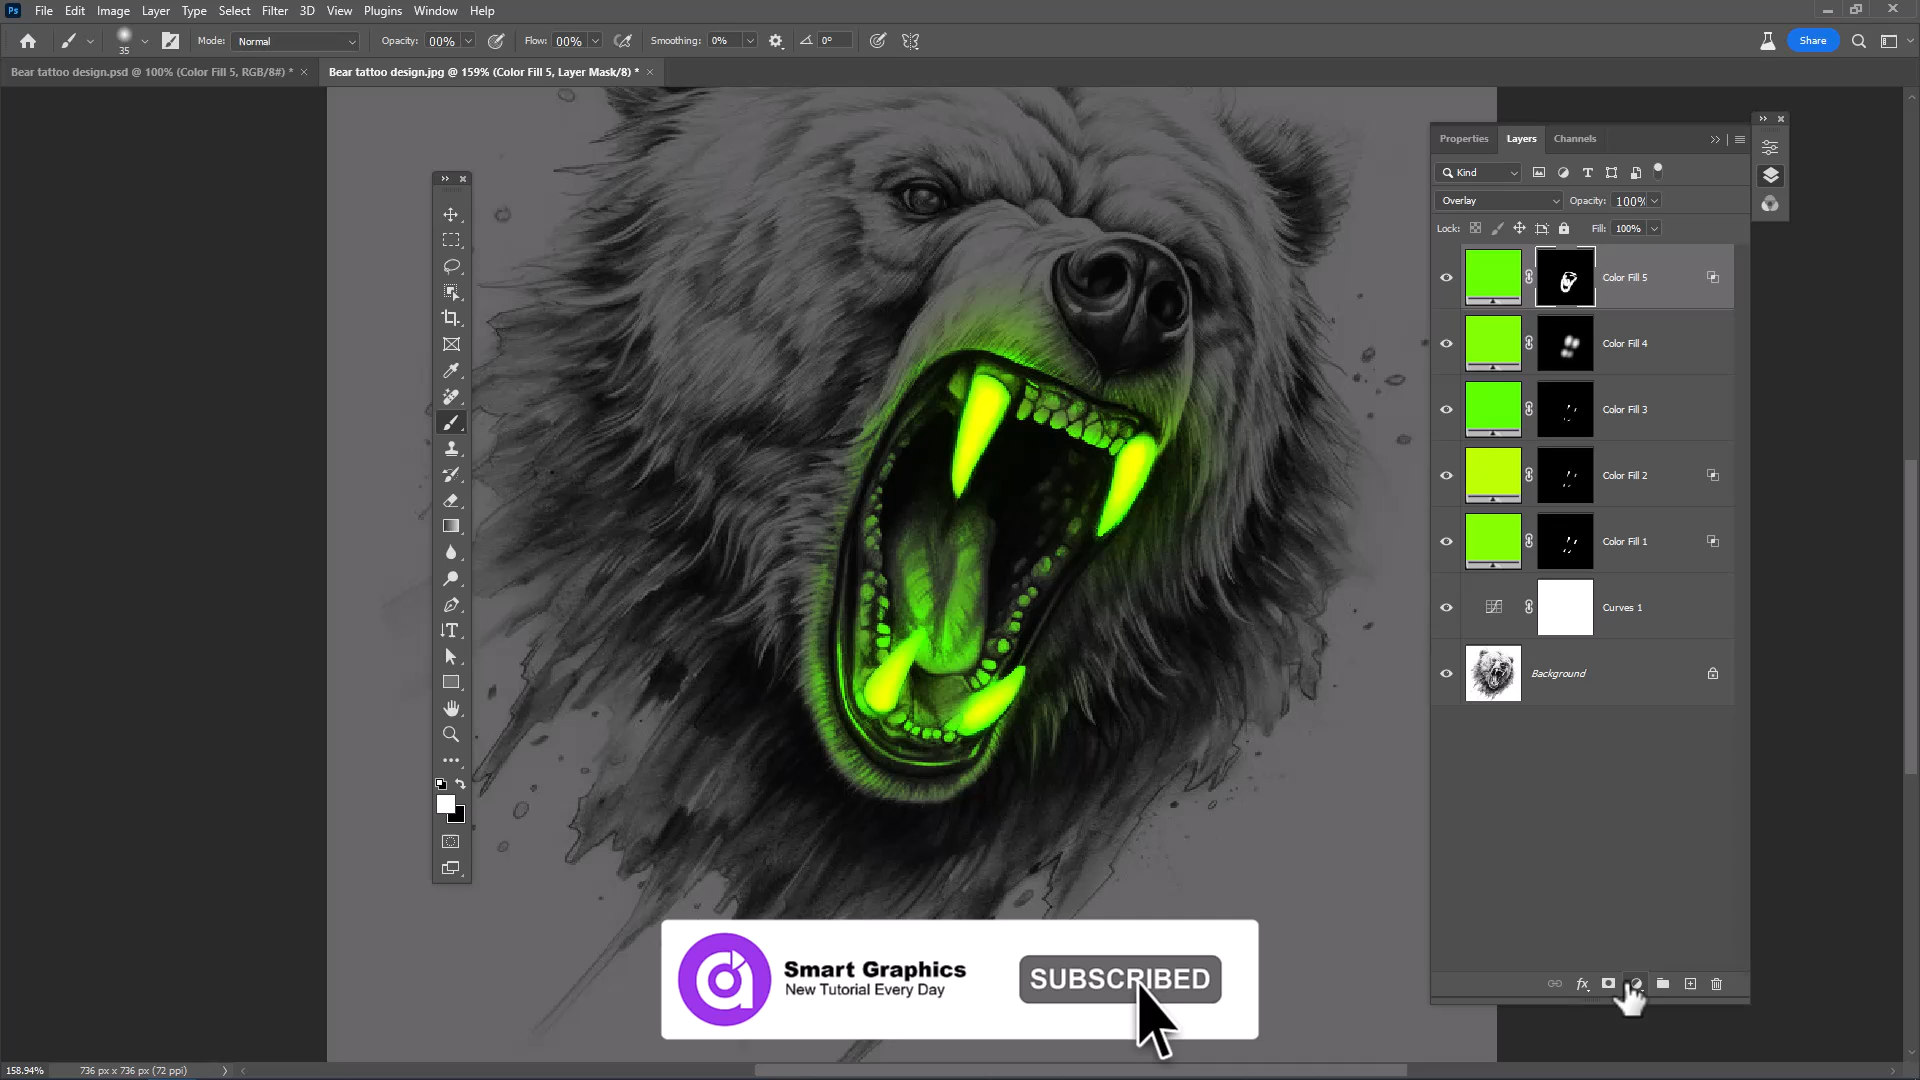 Ps File Edit Image Layer Type Select Filter 3D View Plugins Window Help
35 Mode: Normal Opacity: 00% Flow: 00% Smoothing: 0% 0° Share
Bear tattoo design.psd @ 100% (Color Fill 5, RGB/8#) * × Bear tattoo design.jpg @ 159% (Color Fill 5, Layer Mask/8) * ×
Properties Layers Channels
Kind
Overlay Opacity: 100%
Lock: Fill: 100%
Color Fill 5
Color Fill 4
Color Fill 3
Color Fill 2
Color Fill 1
Curves 1
Background
fx
Smart Graphics
New Tutorial Every Day
SUBSCRIBED
158.94% 736 px x 736 px (72 ppi)